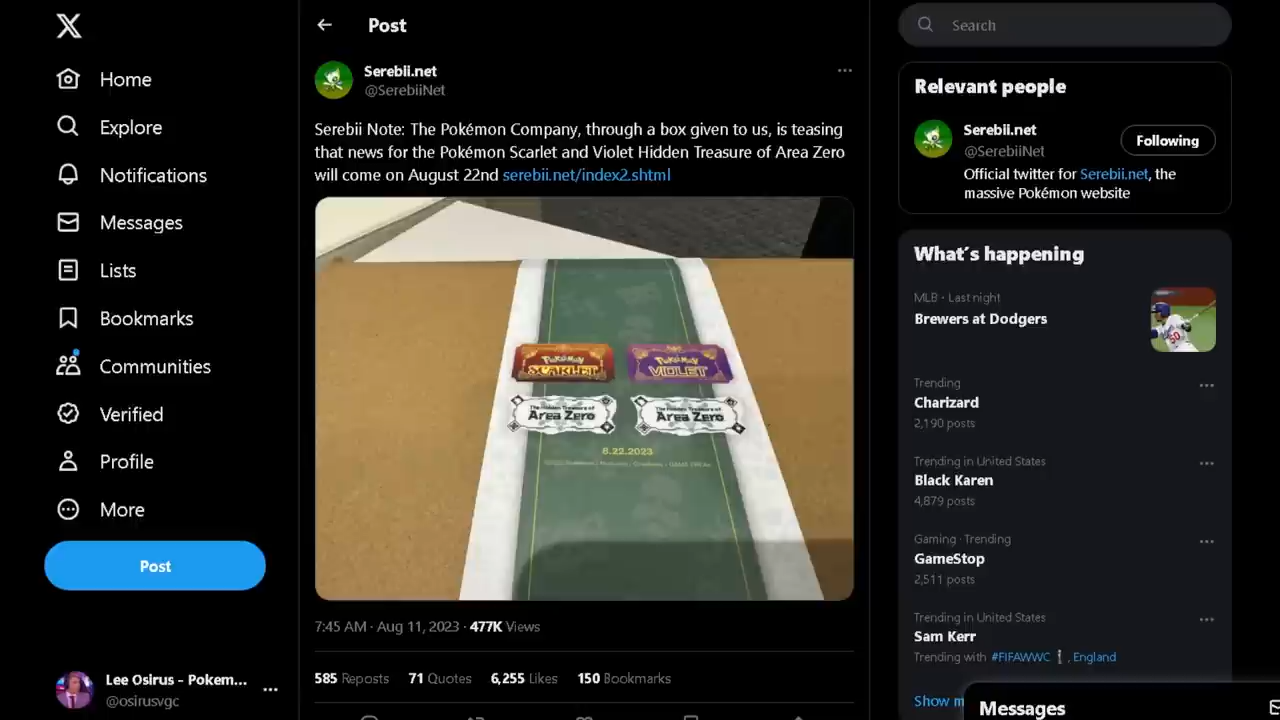 Home
Explore
Notifications
Messages
Lists
Bookmarks
Communities
Verified
Profile
More
Post
Lee Osirus - Pokem...
@osirusvgc
Post
Serebii.net
@SerebiiNet
Serebii Note: The Pokémon Company, through a box given to us, is teasing
that news for the Pokémon Scarlet and Violet Hidden Treasure of Area Zero
will come on August 22nd serebii.net/index2.shtml
Pokémon
SCARLET
Pokémon
VIOLET
The Hidden Treasure of
Area Zero
The Hidden Treasure of
Area Zero
8.22.2023
7:45 AM · Aug 11, 2023 · 477K Views
585 Reposts 71 Quotes 6,255 Likes 150 Bookmarks
Search
Relevant people
Serebii.net
@SerebiiNet
Following
Official twitter for Serebii.net, the
massive Pokémon website
What's happening
MLB · Last night
Brewers at Dodgers
Trending
Charizard
2,190 posts
Trending in United States
Black Karen
4,879 posts
Gaming · Trending
GameStop
2,511 posts
Trending in United States
Sam Kerr
Trending with #FIFAWWC, England
Show m
Messages